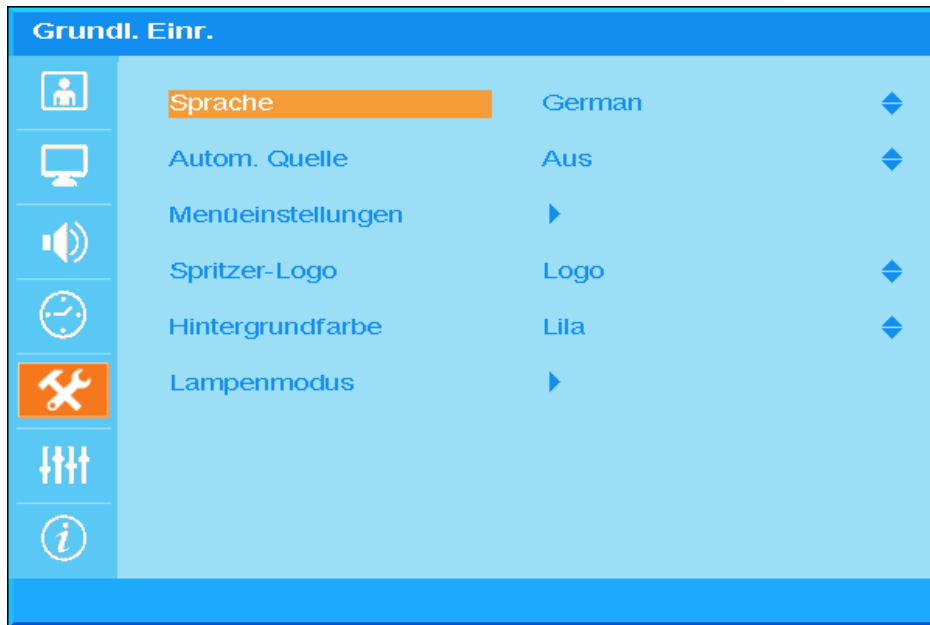 Grundl. Einr.
Sprache German
Autom. Quelle Aus
Menüeinstellungen
Spritzer-Logo Logo
Hintergrundfarbe Lila
Lampenmodus